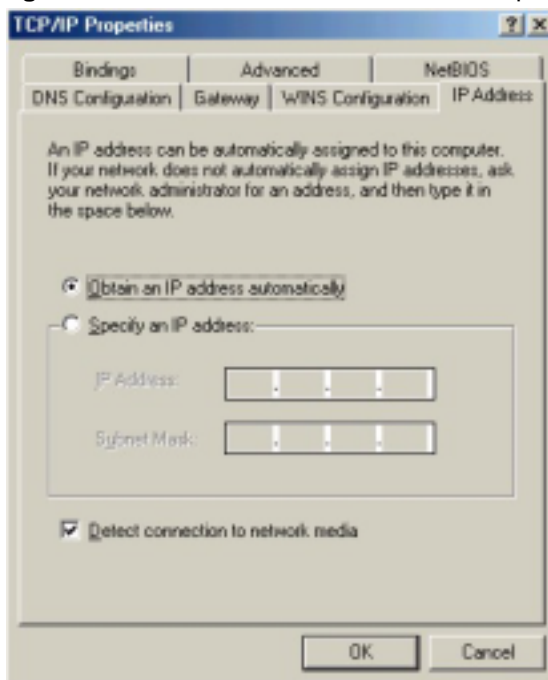 TCP/IP Properties
Bindings Advanced NetBIOS
DNS Configuration Gateway WINS Configuration IP Address
An IP address can be automatically assigned to this computer.
If your network does not automatically assign IP addresses, ask
your network administrator for an address, and then type it in
the space below.
Obtain an IP address automatically
Specify an IP address:
IP Address:
Subnet Mask:
Detect connection to network media
OK Cancel